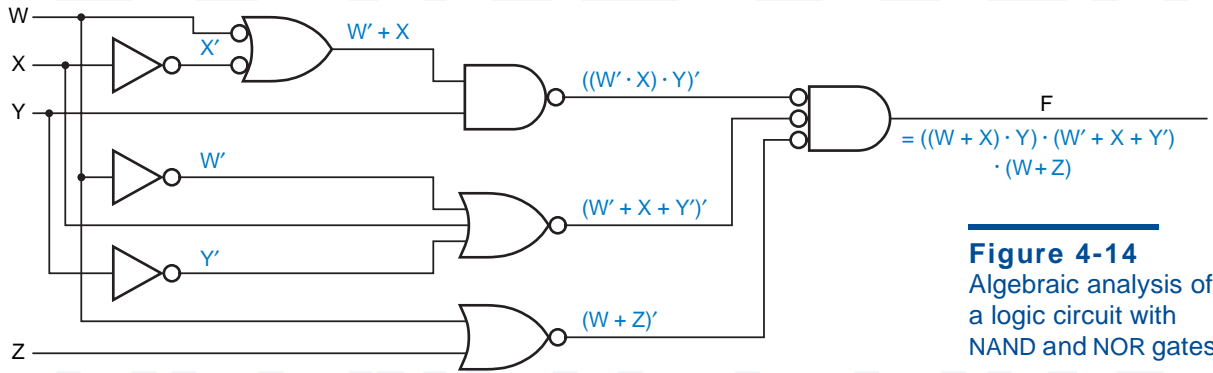 W
X
Y
Z
X′
W′ + X
((W′ · X) · Y)′
W′
(W′ + X + Y′)′
Y′
(W + Z)′
F
= ((W + X) · Y) · (W′ + X + Y′)
· (W + Z)
Figure 4-14
Algebraic analysis of
a logic circuit with
NAND and NOR gates